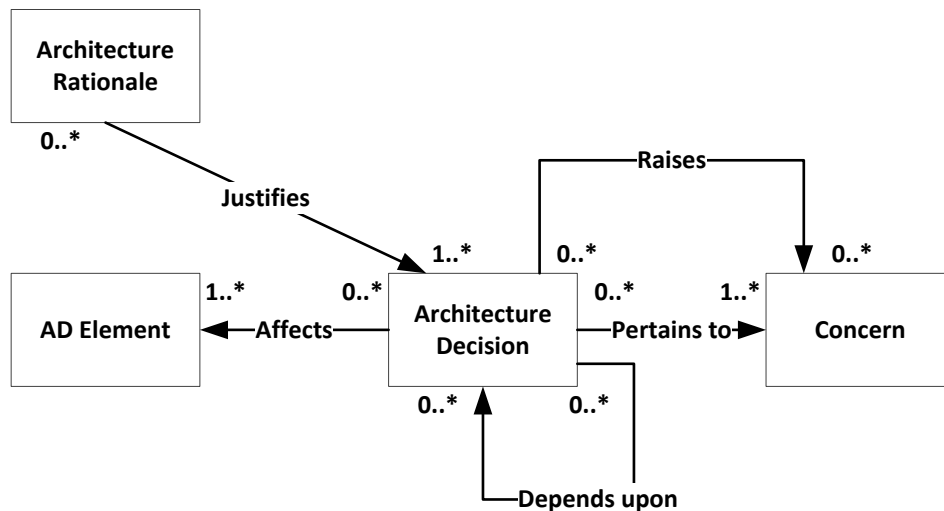 Architecture
Rationale
0..*
Raises
Justifies
1..*
0..*
0..*
1..*
0..*
0..*
1..*
AD Element
Affects
Architecture
Decision
Pertains to
Concern
0..*
0..*
Depends upon